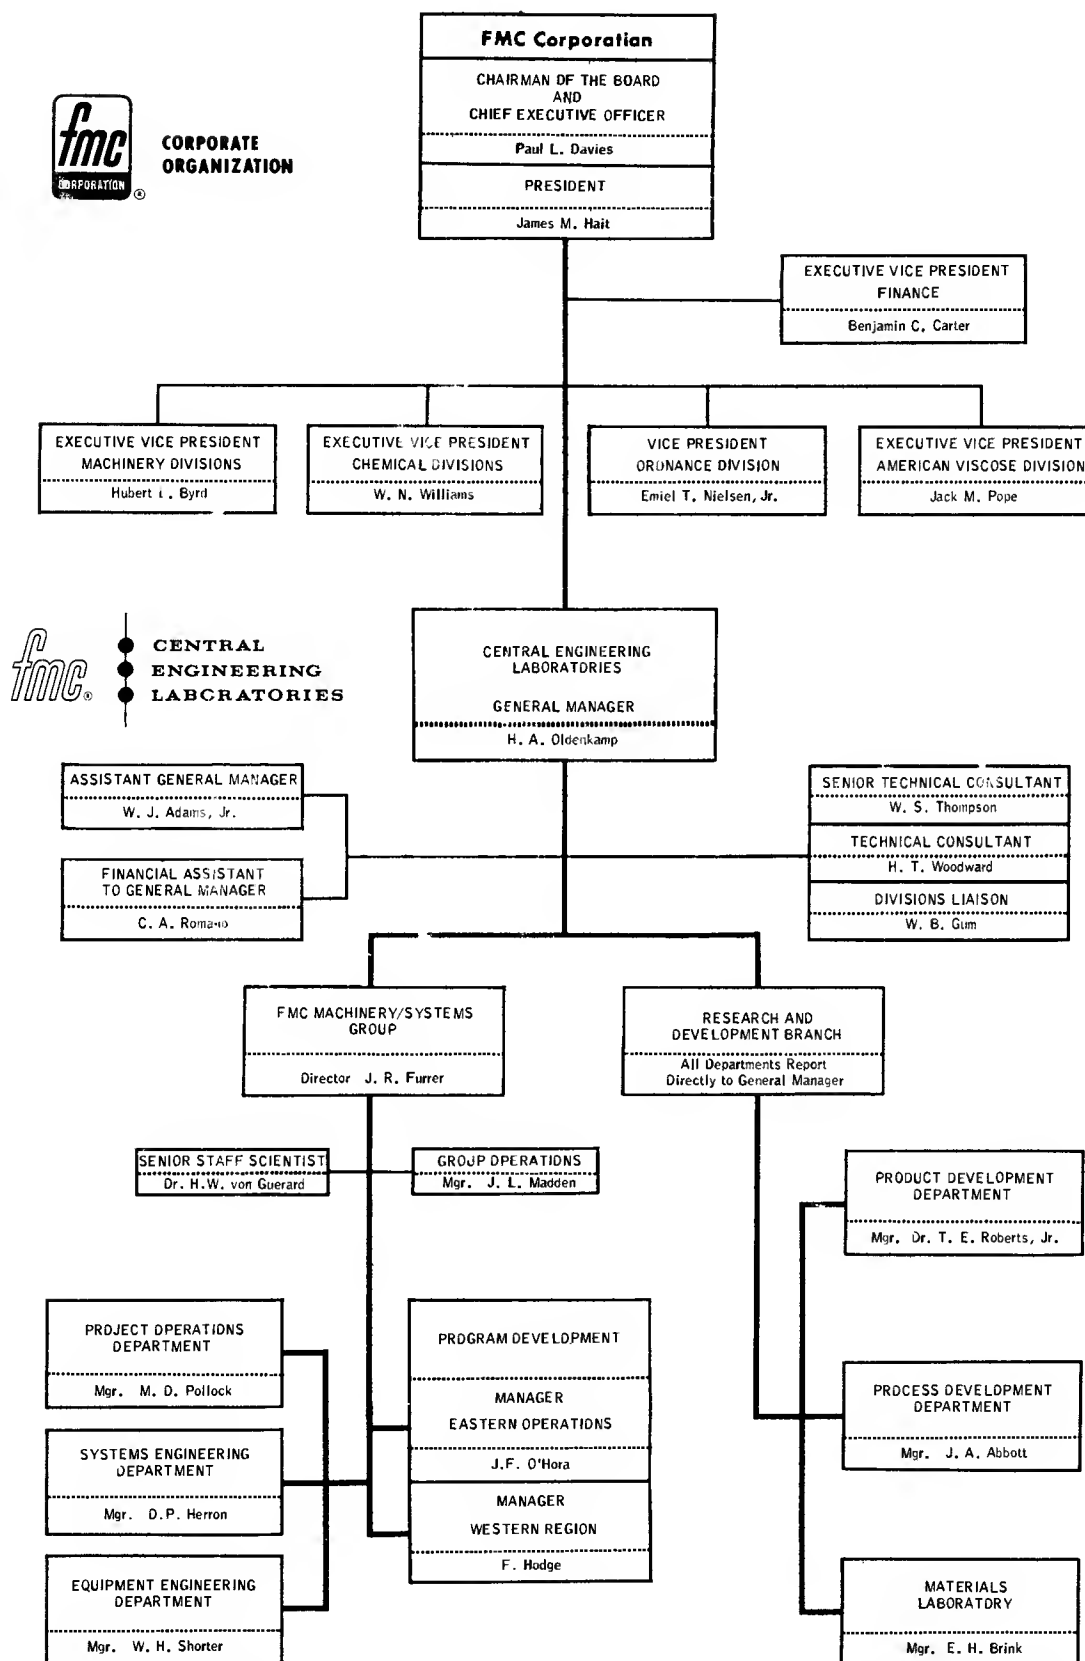 FMC Corporation
CHAIRMAN OF THE BOARD
AND
CHIEF EXECUTIVE OFFICER
Paul L. Davies
PRESIDENT
James M. Hait
fmc
CORPORATION
®
CORPORATE
ORGANIZATION
EXECUTIVE VICE PRESIDENT
FINANCE
Benjamin C. Carter
EXECUTIVE VICE PRESIDENT
MACHINERY DIVISIONS
Hubert L. Byrd
EXECUTIVE VICE PRESIDENT
CHEMICAL DIVISIONS
W. N. Williams
VICE PRESIDENT
ORDNANCE DIVISION
Emiel T. Nielsen, Jr.
EXECUTIVE VICE PRESIDENT
AMERICAN VISCOSE DIVISION
Jack M. Pope
fmc®
CENTRAL
ENGINEERING
LABCRATORIES
CENTRAL ENGINEERING
LABORATORIES
GENERAL MANAGER
H. A. Oldenkamp
ASSISTANT GENERAL MANAGER
W. J. Adams, Jr.
FINANCIAL ASSISTANT
TO GENERAL MANAGER
C. A. Romano
SENIOR TECHNICAL CONSULTANT
W. S. Thompson
TECHNICAL CONSULTANT
H. T. Woodward
DIVISIONS LIAISON
W. B. Gum
FMC MACHINERY/SYSTEMS
GROUP
Director J. R. Furrer
RESEARCH AND
DEVELOPMENT BRANCH
All Departments Report
Directly to General Manager
SENIOR STAFF SCIENTIST
Dr. H.W. von Guerard
GROUP OPERATIONS
Mgr. J. L. Madden
PRODUCT DEVELOPMENT
DEPARTMENT
Mgr. Dr. T. E. Roberts, Jr.
PROJECT OPERATIONS
DEPARTMENT
Mgr. M. D. Pollock
PROGRAM DEVELOPMENT
MANAGER
EASTERN OPERATIONS
J.F. O'Hora
MANAGER
WESTERN REGION
F. Hodge
PROCESS DEVELOPMENT
DEPARTMENT
Mgr. J. A. Abbott
SYSTEMS ENGINEERING
DEPARTMENT
Mgr. D.P. Herron
EQUIPMENT ENGINEERING
DEPARTMENT
Mgr. W. H. Shorter
MATERIALS
LABORATORY
Mgr. E. H. Brink